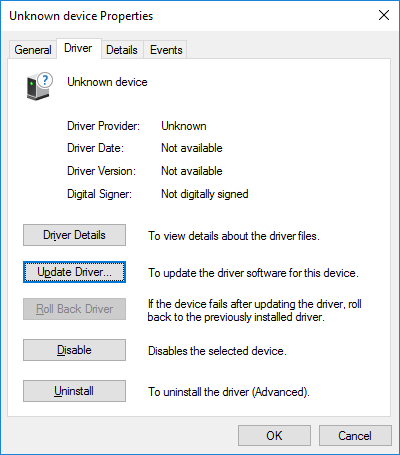 Unknown device Properties
General Driver Details Events
Unknown device
Driver Provider: Unknown
Driver Date: Not available
Driver Version: Not available
Digital Signer: Not digitally signed
Driver Details To view details about the driver files.
Update Driver... To update the driver software for this device.
Roll Back Driver If the device fails after updating the driver, roll
back to the previously installed driver.
Disable Disables the selected device.
Uninstall To uninstall the driver (Advanced).
OK Cancel